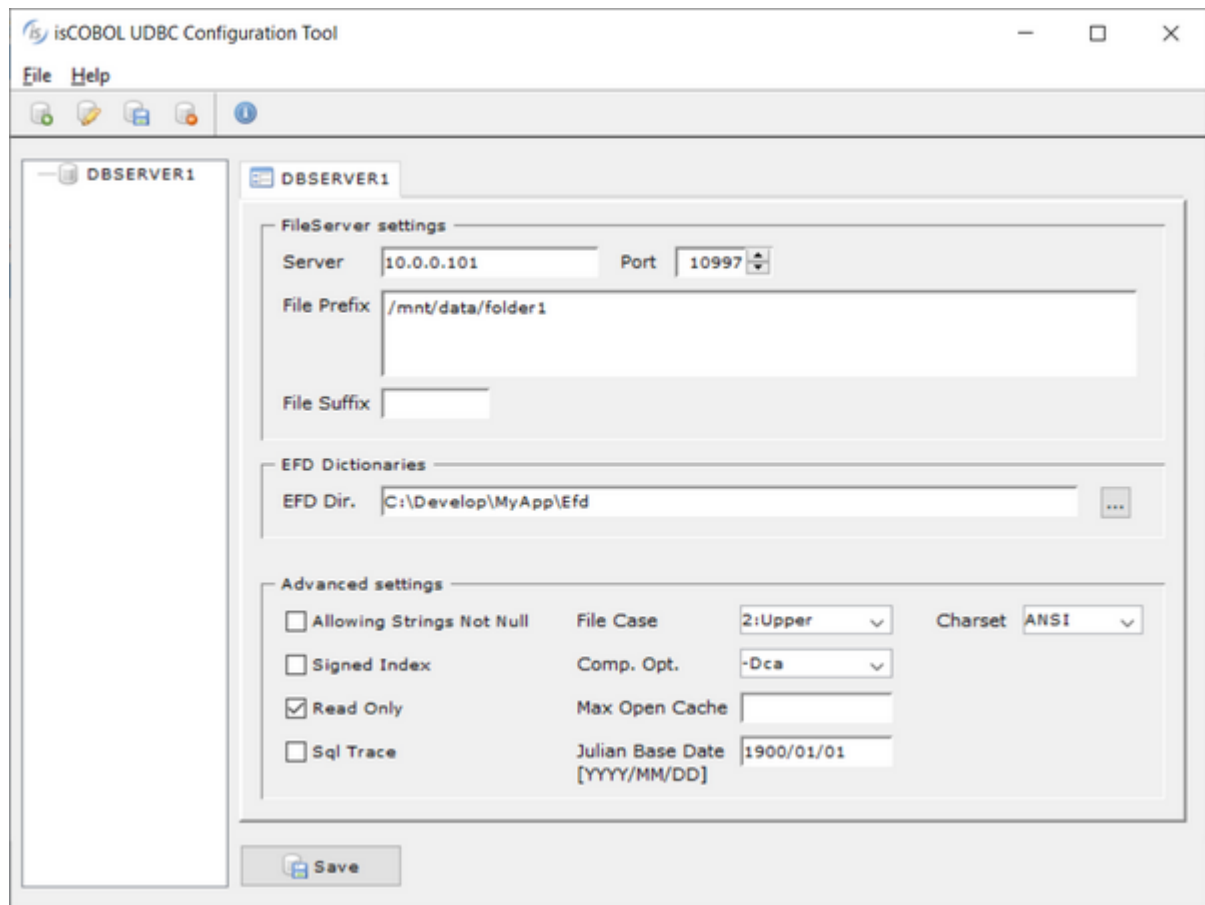 isCOBOL UDBC Configuration Tool
File Help
DBSERVER1
DBSERVER1
FileServer settings
Server 10.0.0.101 Port 10997
File Prefix /mnt/data/folder1
File Suffix
EFD Dictionaries
EFD Dir. C:\Develop\MyApp\Efd ...
Advanced settings
Allowing Strings Not Null File Case 2:Upper Charset ANSI
Signed Index Comp. Opt. -Dca
Read Only Max Open Cache
Sql Trace Julian Base Date 1900/01/01
[YYYY/MM/DD]
Save